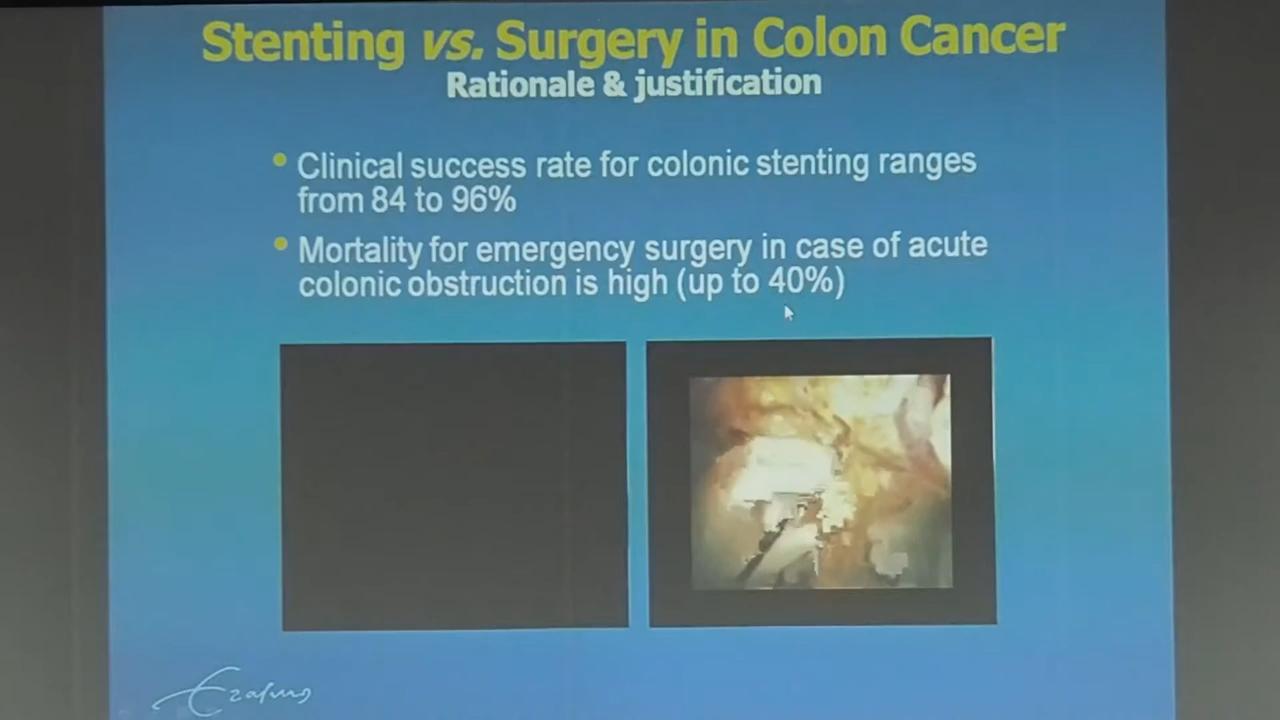 Stenting vs. Surgery in Colon Cancer
Rationale & justification
• Clinical success rate for colonic stenting ranges
from 84 to 96%
• Mortality for emergency surgery in case of acute
colonic obstruction is high (up to 40%)
Erasmus